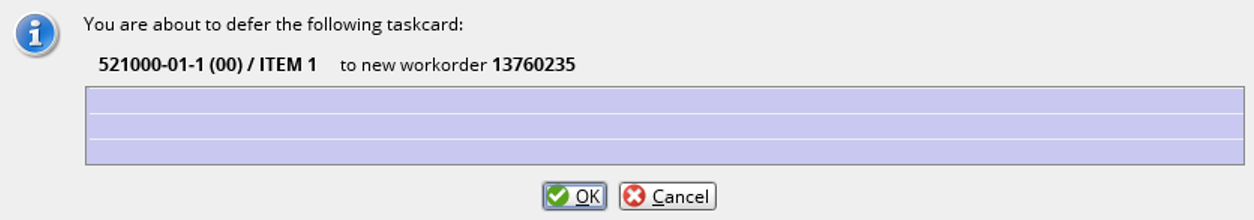 You are about to defer the following taskcard:
521000-01-1 (00) / ITEM 1 to new workorder 13760235
OK Cancel